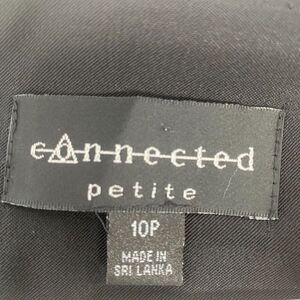 connected
petite
10P
MADE IN
SRI LANKA